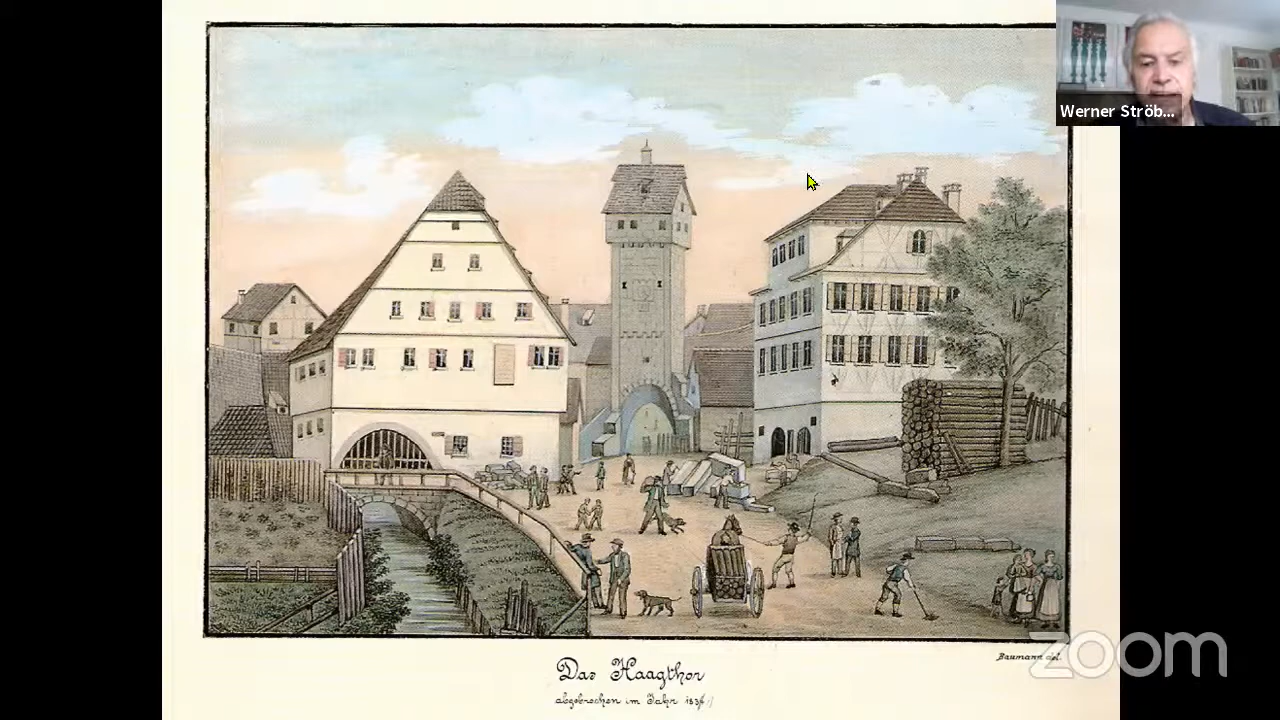 Werner Ströb...
Baumann del.
zoom
Das Haagthor
abgebrochen im Jahr